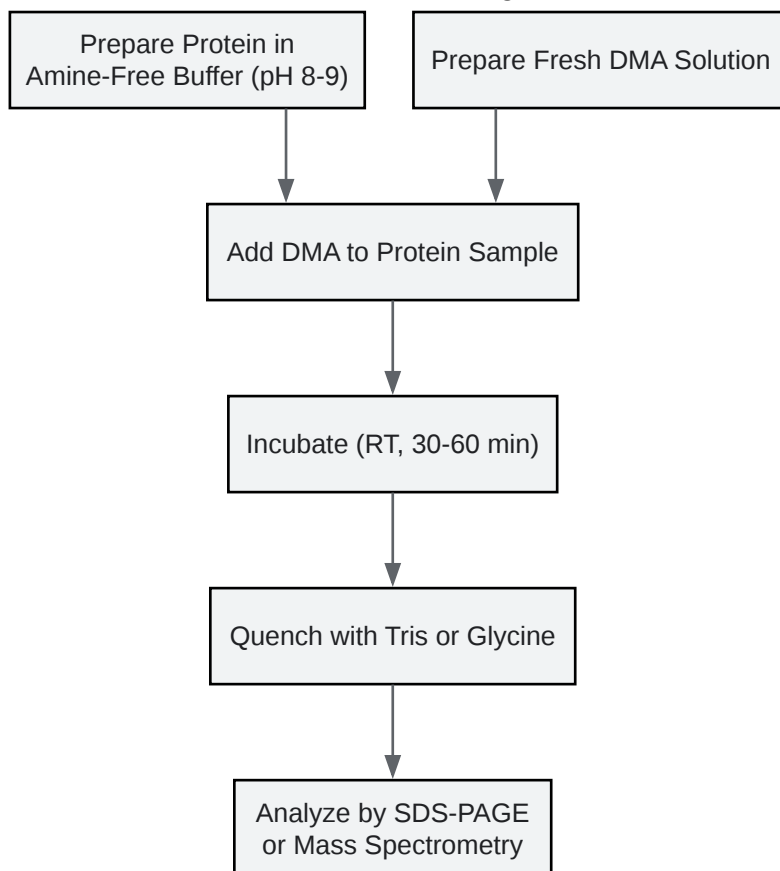 Prepare Protein in
Amine-Free Buffer (pH 8-9)
Prepare Fresh DMA Solution
Add DMA to Protein Sample
Incubate (RT, 30-60 min)
Quench with Tris or Glycine
Analyze by SDS-PAGE
or Mass Spectrometry